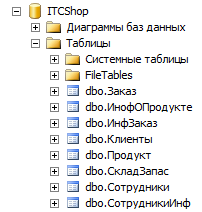 ITCShop
Диаграммы баз данных
Таблицы
Системные таблицы
FileTables
dbo.Заказ
dbo.ИнофОПродукте
dbo.ИнфЗаказ
dbo.Клиенты
dbo.Продукт
dbo.СкладЗапас
dbo.Сотрудники
dbo.СотрудникиИнф